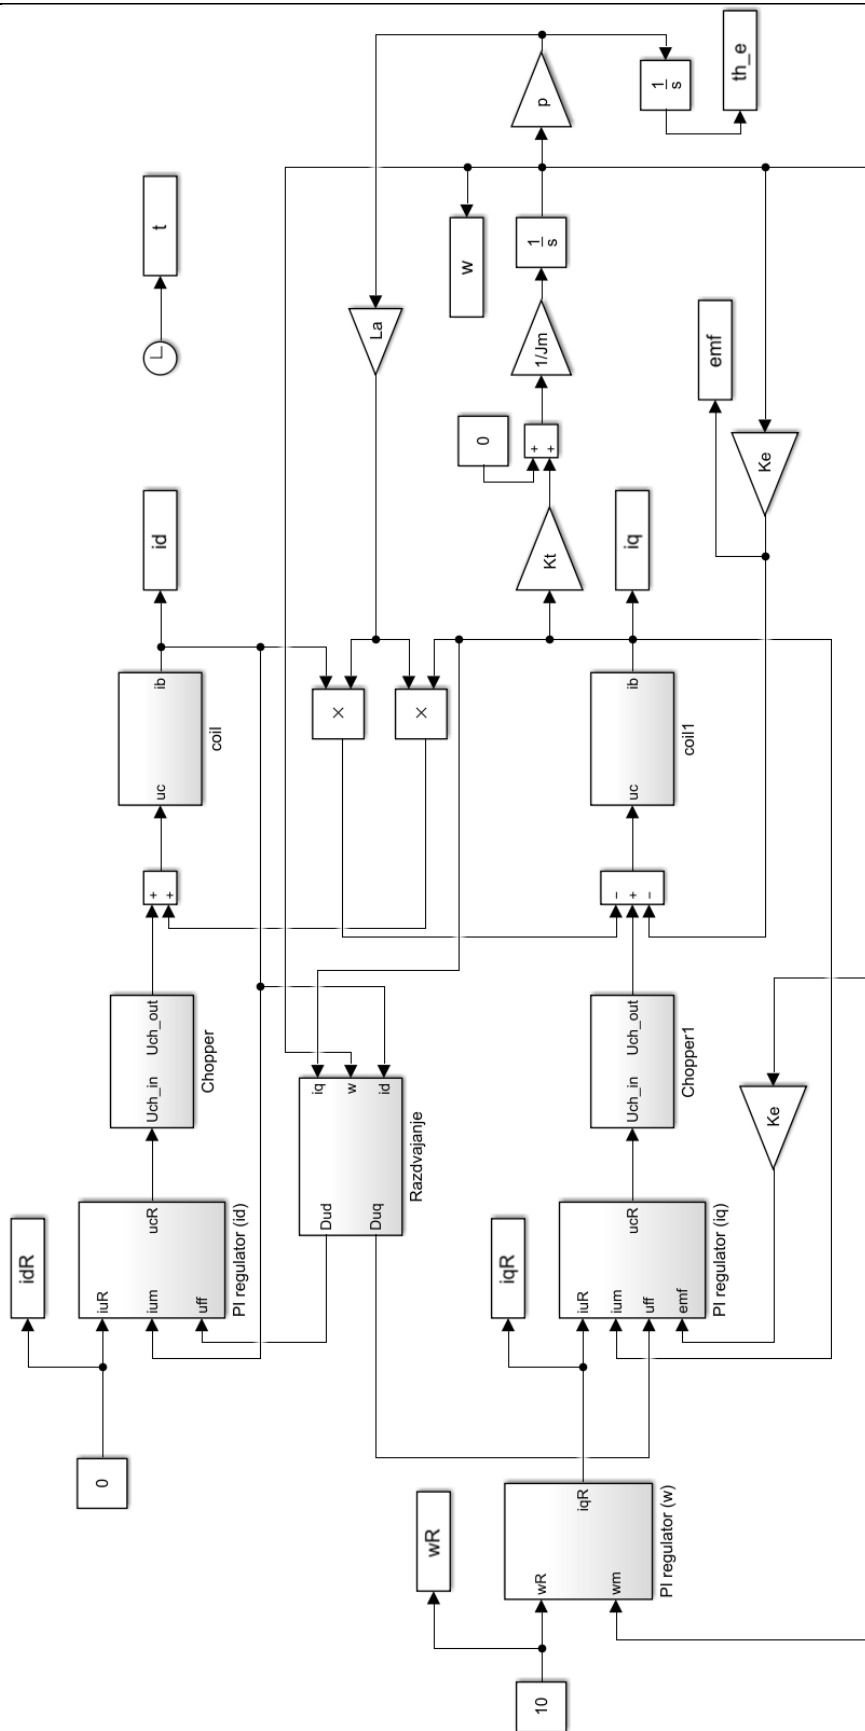 idR
0
iuR
ium
uff
ucR
PI regulator (id)
Uch_in
Uch_out
Chopper
+
+
uc
ib
coil
id
t
Dud
Duq
iq
w
id
Razdvajanje
×
×
La
wR
10
wR
wm
iqR
PI regulator (w)
iqR
iuR
ium
uff
emf
ucR
PI regulator (iq)
Uch_in
Uch_out
Chopper1
−
+
−
uc
ib
coil1
iq
Kt
0
+
+
1/Jm
1
s
w
p
1
s
th_e
Ke
Ke
emf